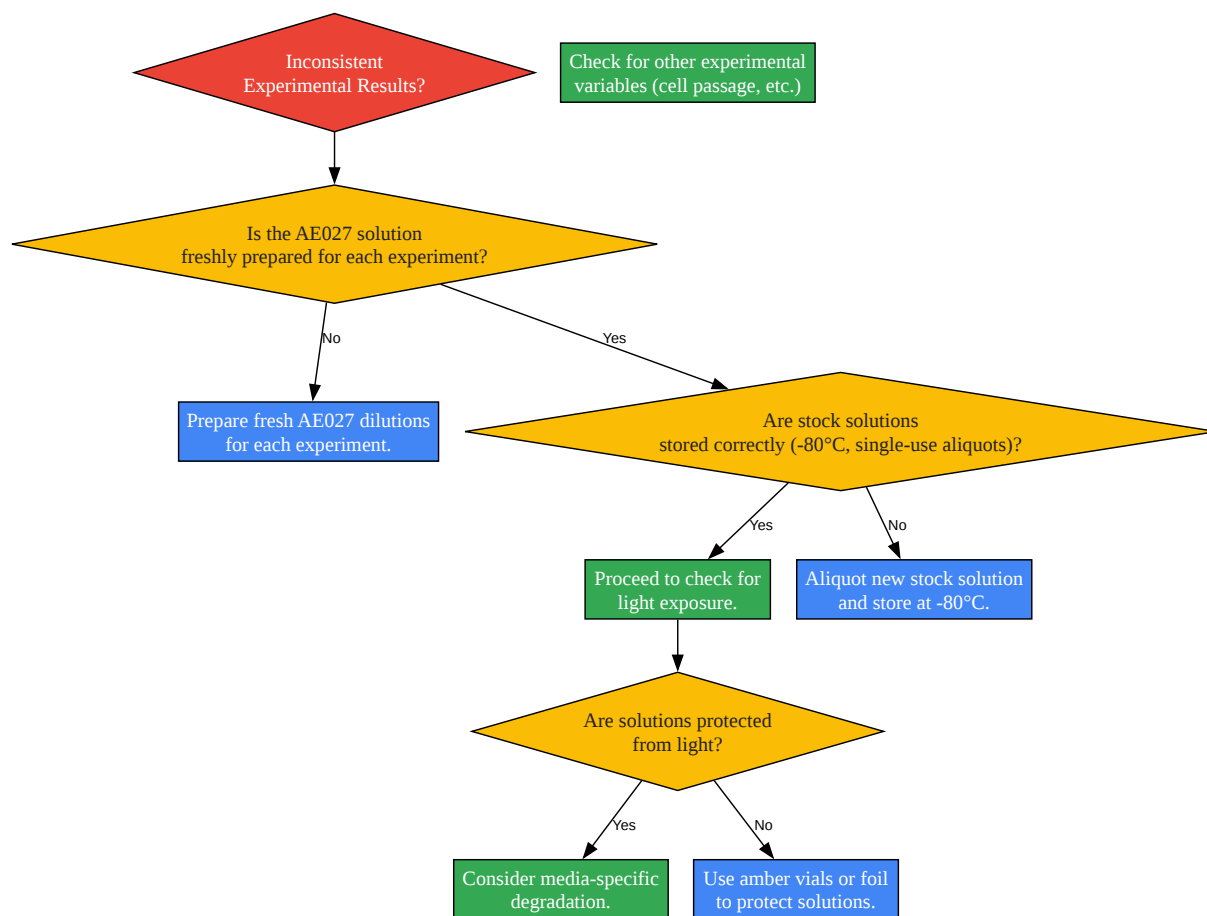 Inconsistent
Experimental Results?
Check for other experimental
variables (cell passage, etc.)
Is the AE027 solution
freshly prepared for each experiment?
No
Yes
Prepare fresh AE027 dilutions
for each experiment.
Are stock solutions
stored correctly (-80°C, single-use aliquots)?
Yes
No
Proceed to check for
light exposure.
Aliquot new stock solution
and store at -80°C.
Are solutions protected
from light?
Yes
No
Consider media-specific
degradation.
Use amber vials or foil
to protect solutions.